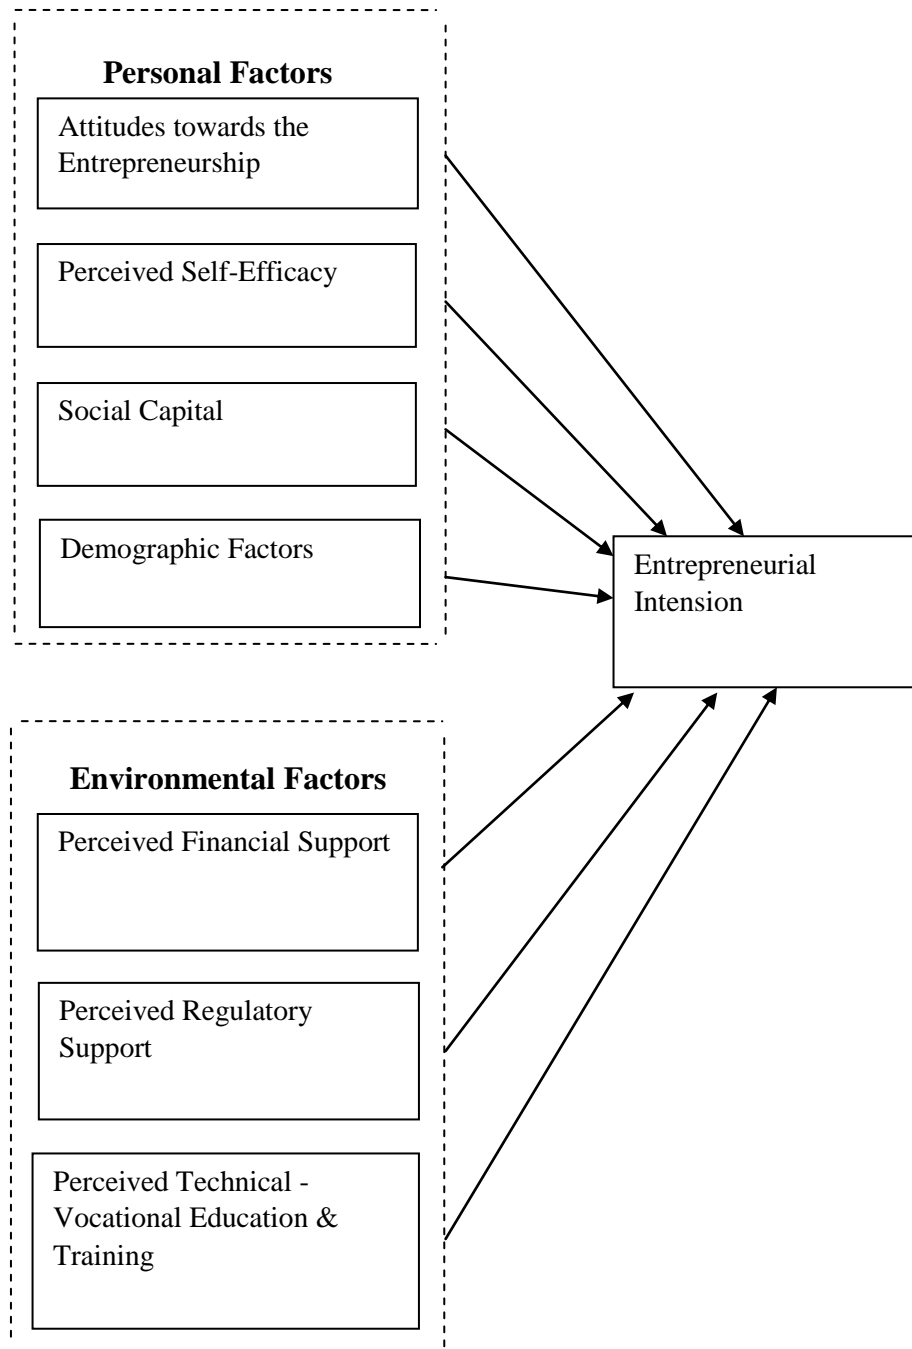 Personal Factors
Attitudes towards the
Entrepreneurship
Perceived Self-Efficacy
Social Capital
Demographic Factors
Entrepreneurial
Intension
Environmental Factors
Perceived Financial Support
Perceived Regulatory
Support
Perceived Technical -
Vocational Education &
Training